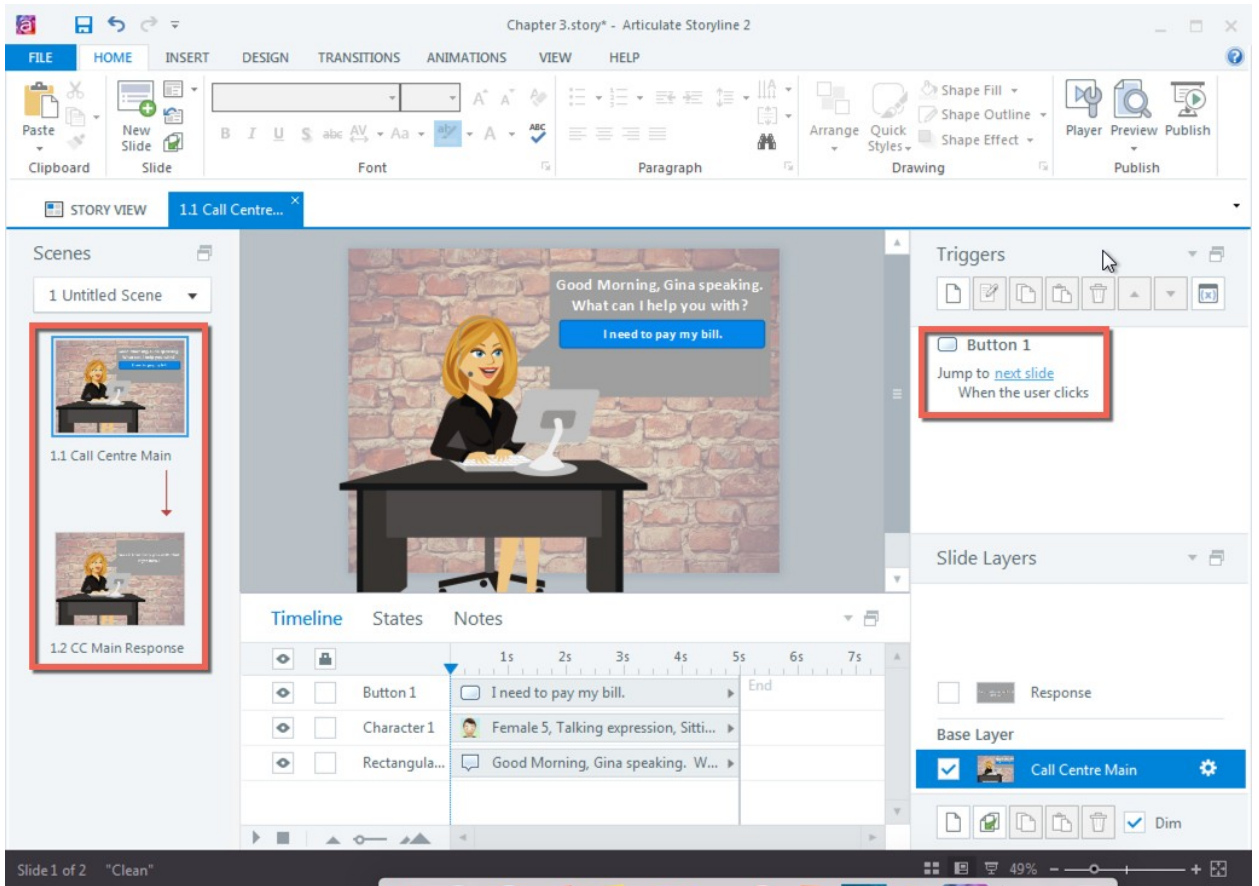 Chapter 3.story* - Articulate Storyline 2
FILE HOME INSERT DESIGN TRANSITIONS ANIMATIONS VIEW HELP
Paste
Clipboard
New Slide
Slide
B I U S abc AV Aa ab A ABC
Font
Paragraph
Arrange
Quick Styles
Shape Fill
Shape Outline
Shape Effect
Drawing
Player Preview Publish
Publish
STORY VIEW 1.1 Call Centre...
Scenes
1 Untitled Scene
1.1 Call Centre Main
1.2 CC Main Response
Good Morning, Gina speaking.
What can I help you with?
I need to pay my bill.
Timeline States Notes
1s 2s 3s 4s 5s 6s 7s
Button 1 I need to pay my bill. End
Character 1 Female 5, Talking expression, Sitti...
Rectangula... Good Morning, Gina speaking. W...
Triggers
Button 1
Jump to next slide
When the user clicks
Slide Layers
Response
Base Layer
Call Centre Main
Dim
Slide 1 of 2 "Clean" 49%